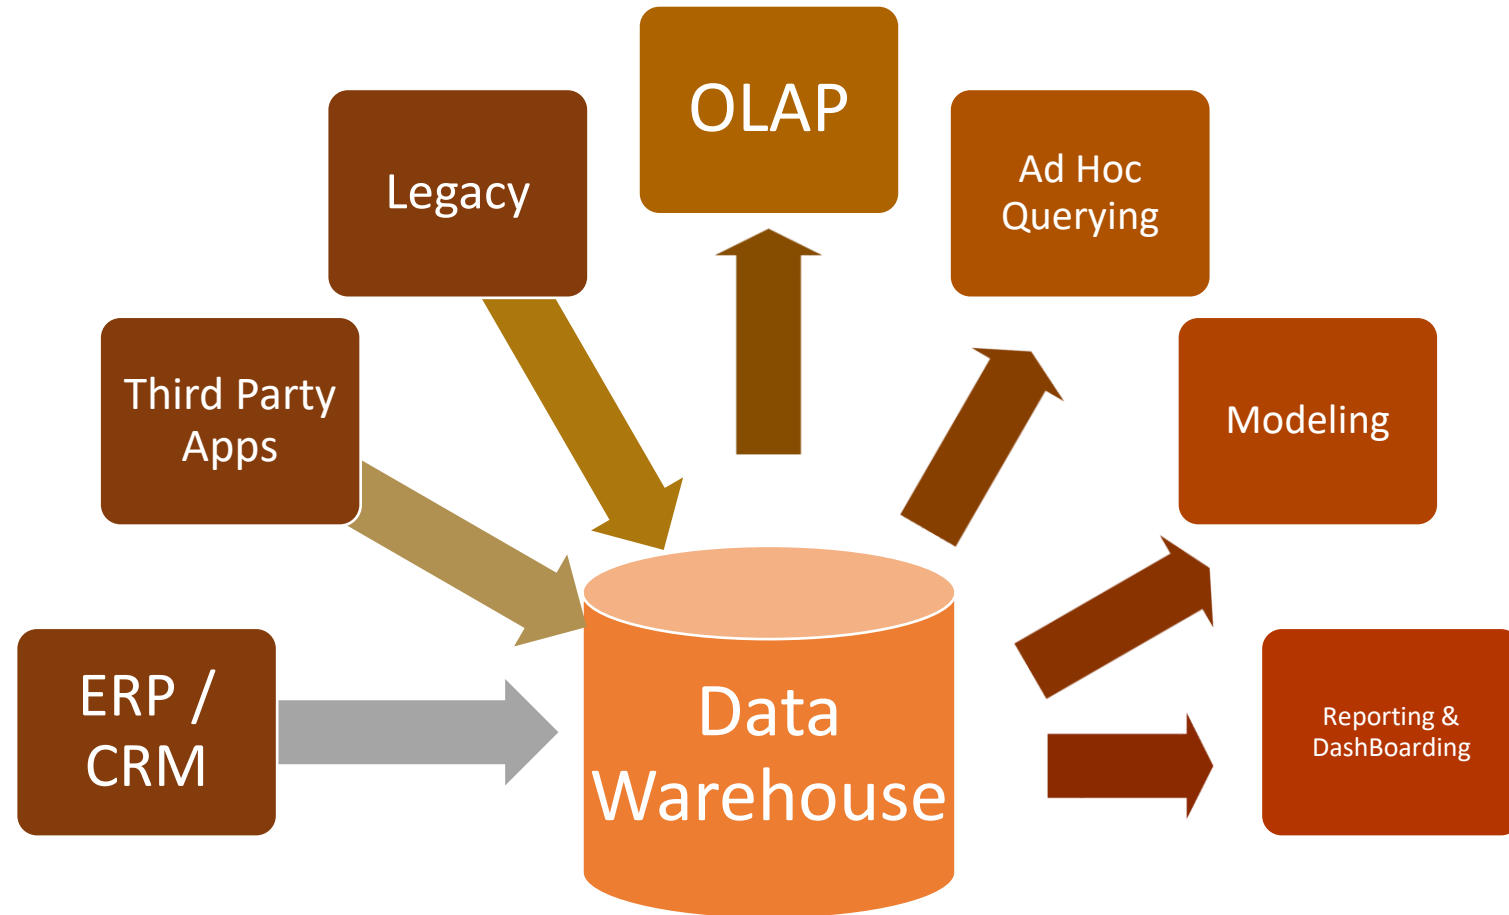 OLAP
Legacy
Ad Hoc
Querying
Third Party
Apps
Modeling
ERP /
CRM
Data
Warehouse
Reporting &
DashBoarding